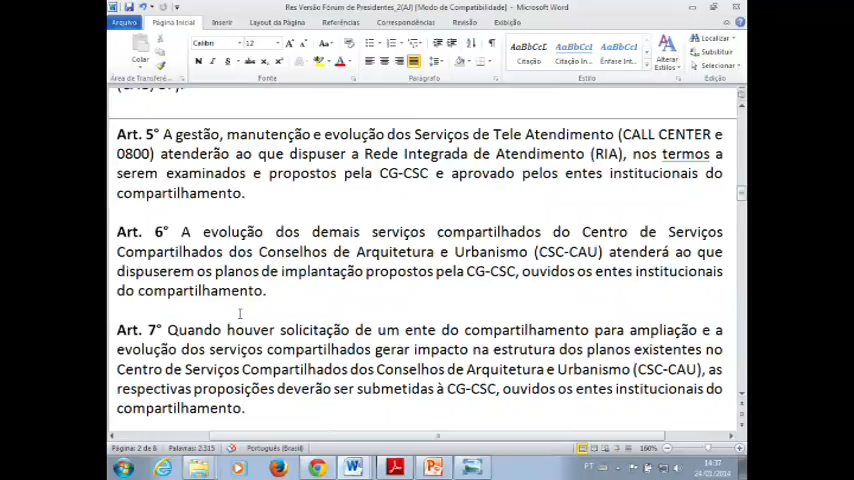 Res Versão Fórum de Presidentes_2(AJ) [Modo de Compatibilidade] - Microsoft Word
Arquivo Página Inicial Inserir Layout da Página Referências Correspondências Revisão Exibição
Colar
Calibri 12
AaBbCcL AaBbCcL AaBbCcL
Citação Citação In... Ênfase Int...
Alterar Estilos
Localizar
Substituir
Selecionar
Área de Transferê... Fonte Parágrafo Estilo Edição
Art. 5° A gestão, manutenção e evolução dos Serviços de Tele Atendimento (CALL CENTER e
0800) atenderão ao que dispuser a Rede Integrada de Atendimento (RIA), nos termos a
serem examinados e propostos pela CG-CSC e aprovado pelos entes institucionais do
compartilhamento.
Art. 6° A evolução dos demais serviços compartilhados do Centro de Serviços
Compartilhados dos Conselhos de Arquitetura e Urbanismo (CSC-CAU) atenderá ao que
dispuserem os planos de implantação propostos pela CG-CSC, ouvidos os entes institucionais
do compartilhamento.
Art. 7° Quando houver solicitação de um ente do compartilhamento para ampliação e a
evolução dos serviços compartilhados gerar impacto na estrutura dos planos existentes no
Centro de Serviços Compartilhados dos Conselhos de Arquitetura e Urbanismo (CSC-CAU), as
respectivas proposições deverão ser submetidas à CG-CSC, ouvidos os entes institucionais do
compartilhamento.
Página: 2 de 8 Palavras: 2.315 Português (Brasil) 160%
PT 14:37
24/01/2014